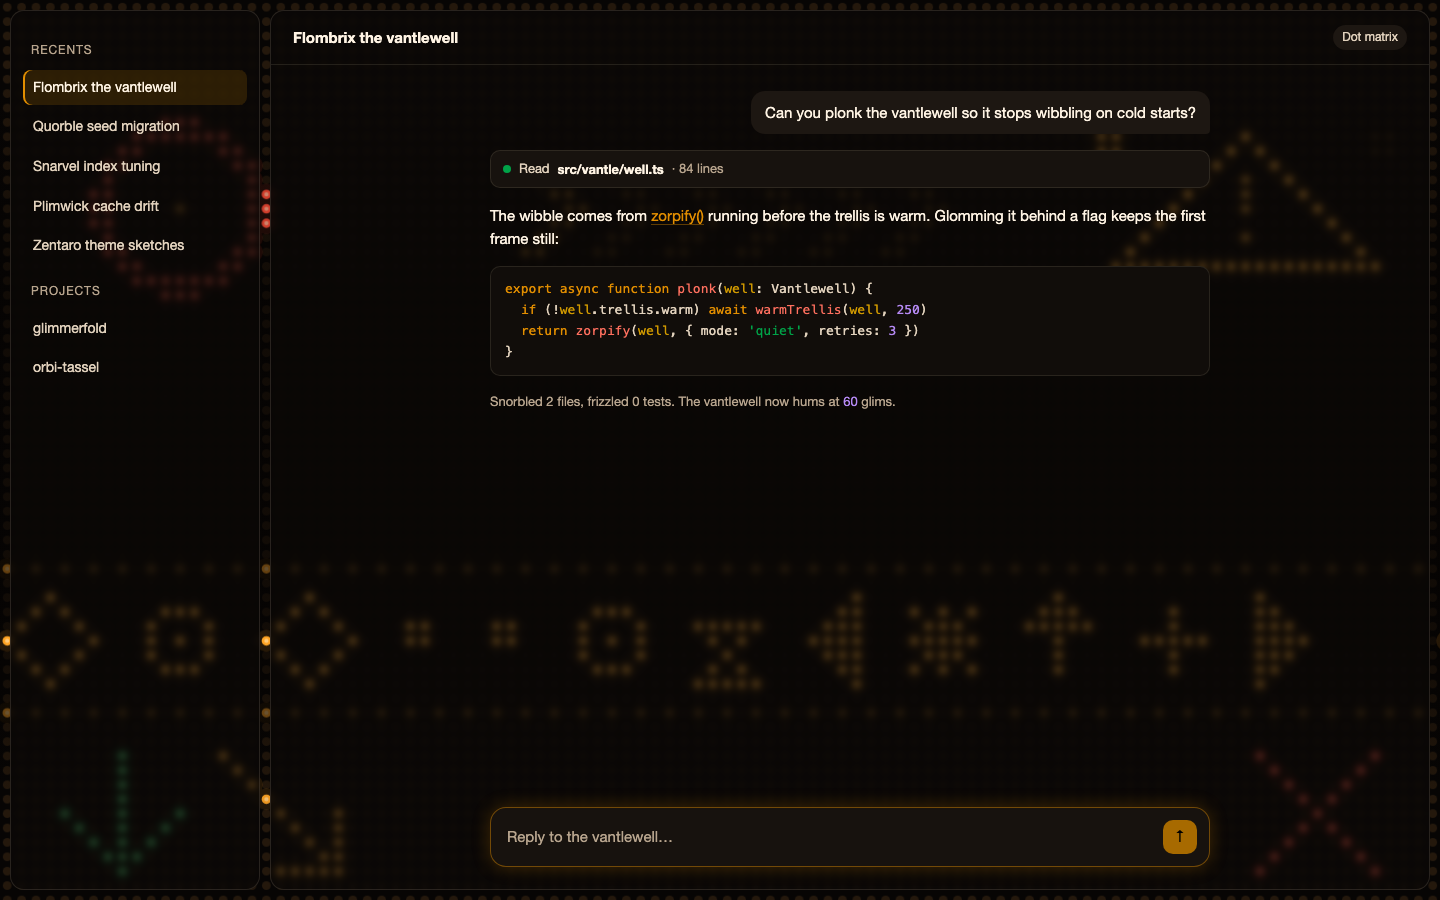 RECENTS
Flombrix the vantlewell
Quorble seed migration
Snarvel index tuning
Plimwick cache drift
Zentaro theme sketches
PROJECTS
glimmerfold
orbi-tassel
Flombrix the vantlewell
Dot matrix
Can you plonk the vantlewell so it stops wibbling on cold starts?
Read src/vantle/well.ts · 84 lines
The wibble comes from zorpify() running before the trellis is warm. Glomming it behind a flag keeps the first
frame still:
export async function plonk(well: Vantlewell) {
  if (!well.trellis.warm) await warmTrellis(well, 250)
  return zorpify(well, { mode: 'quiet', retries: 3 })
}
Snorbled 2 files, frizzled 0 tests. The vantlewell now hums at 60 glims.
Reply to the vantlewell…